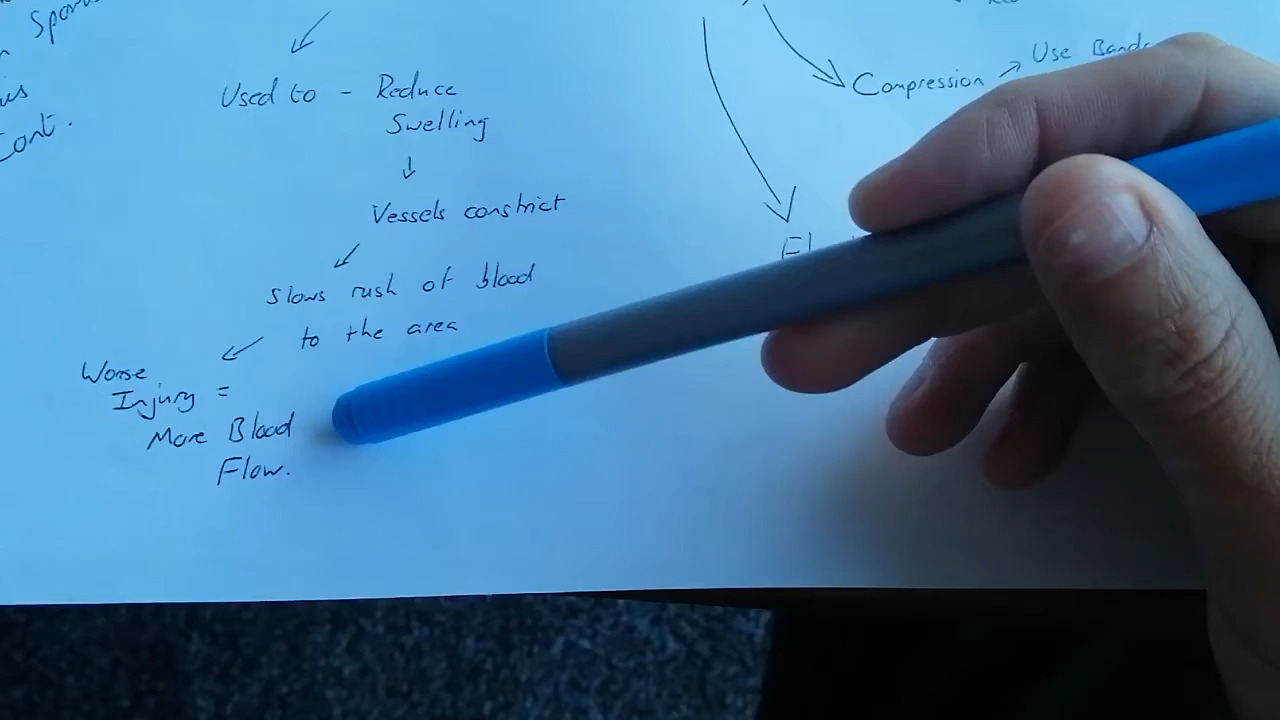 Used to - Reduce
Swelling
Vessels constrict
Slows rush of blood
to the area
Worse
Injury =
More Blood
Flow.
Cont.
Compression
Use